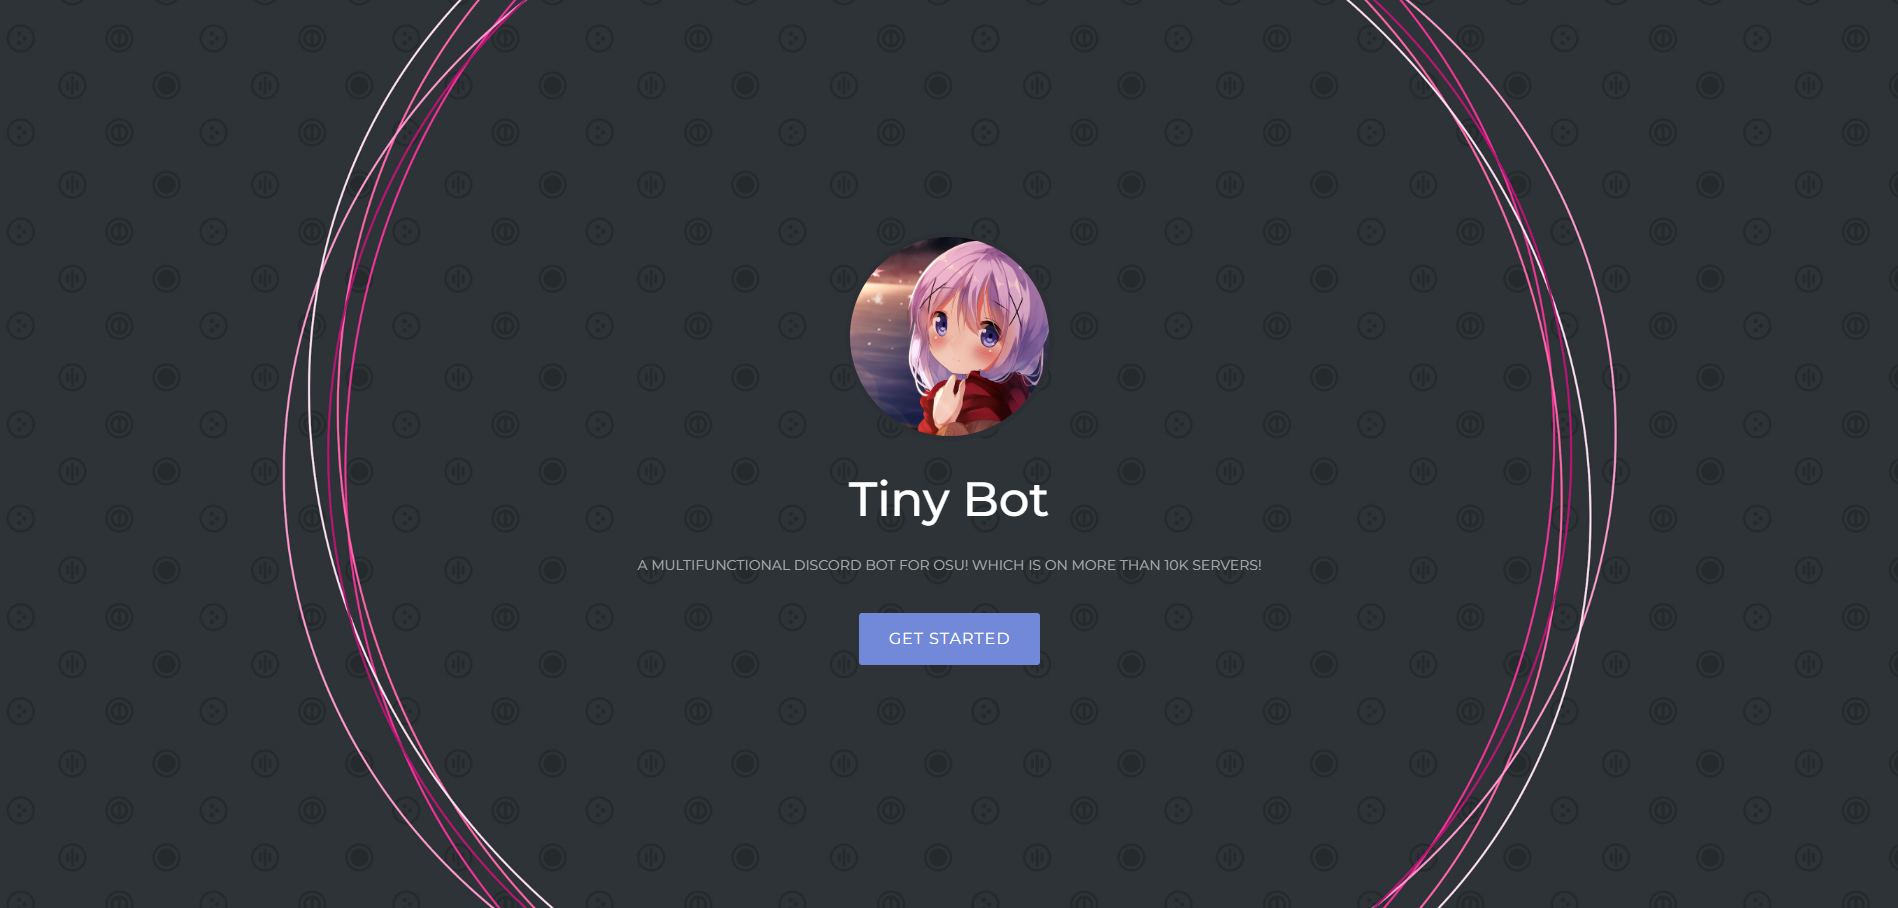 Tiny Bot
A MULTIFUNCTIONAL DISCORD BOT FOR OSU! WHICH IS ON MORE THAN 10K SERVERS!
GET STARTED